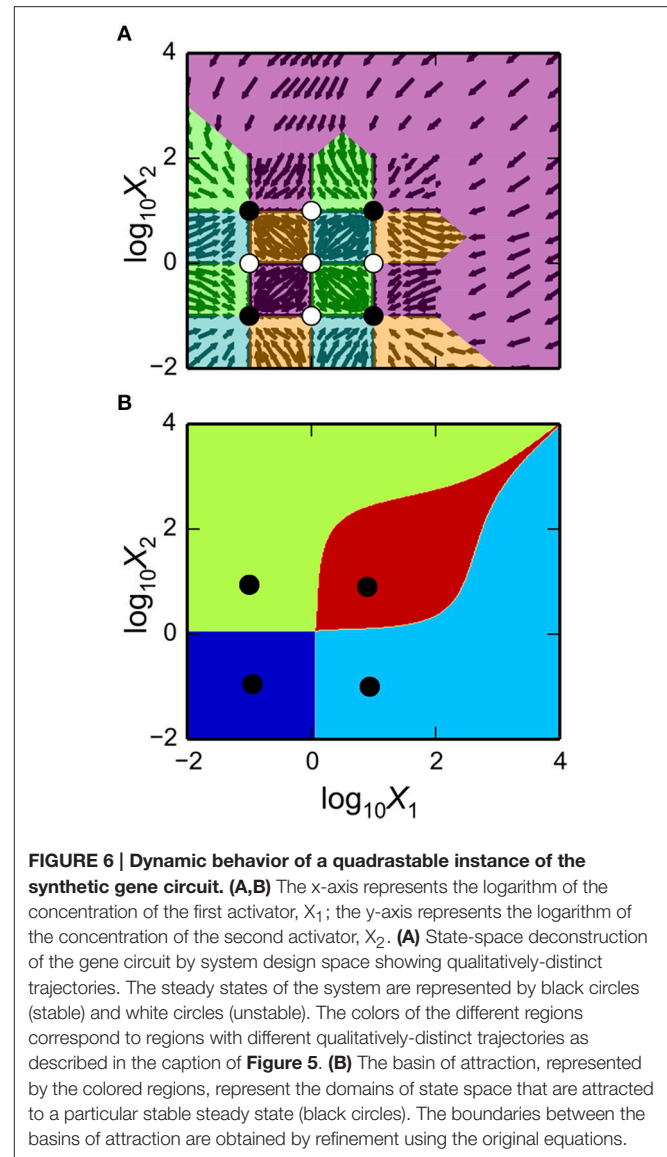 A
4
2
0
−2
log10X2
B
4
2
0
−2
log10X2
−2 0 2 4
log10X1
FIGURE 6 | Dynamic behavior of a quadrastable instance of the
synthetic gene circuit. (A,B) The x-axis represents the logarithm of the
concentration of the first activator, X1; the y-axis represents the logarithm of
the concentration of the second activator, X2. (A) State-space deconstruction
of the gene circuit by system design space showing qualitatively-distinct
trajectories. The steady states of the system are represented by black circles
(stable) and white circles (unstable). The colors of the different regions
correspond to regions with different qualitatively-distinct trajectories as
described in the caption of Figure 5. (B) The basin of attraction, represented
by the colored regions, represent the domains of state space that are attracted
to a particular stable steady state (black circles). The boundaries between the
basins of attraction are obtained by refinement using the original equations.